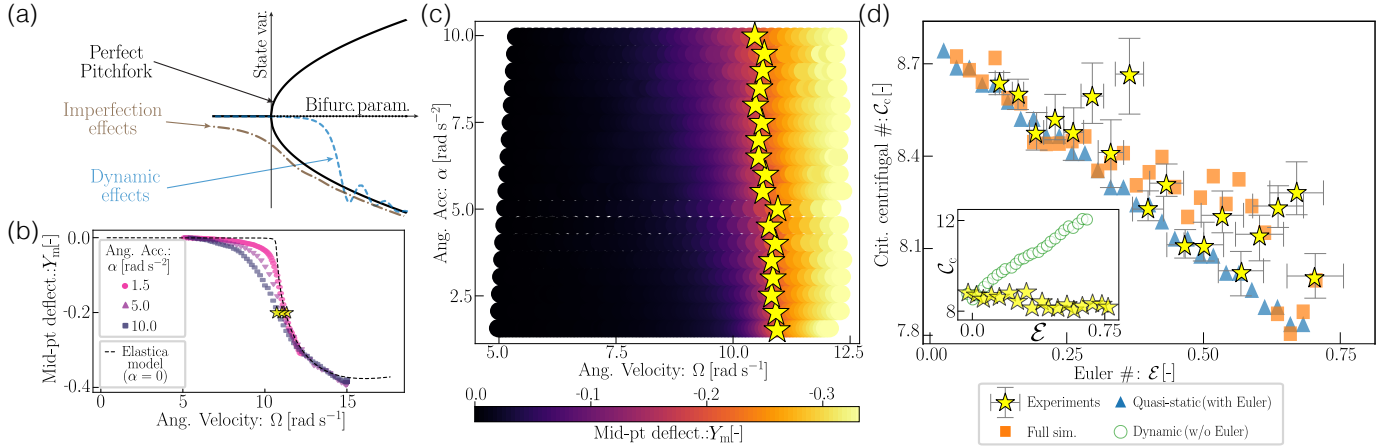 (a)
State var.
Perfect
Pitchfork
Bifurc.param.
Imperfection
effects
Dynamic
effects
(b)
0.0
-0.2
-0.4
Mid-pt deflect.:Yₘ[-]
Ang. Acc.:
α [rad s⁻²]
1.5
5.0
10.0
Elastica
model
(α = 0)
0 5 10 15
Ang. Velocity: Ω [rad s⁻¹]
(c)
10.0
7.5
5.0
2.5
Ang. Acc. α [rad s⁻²]
5.0 7.5 10.0 12.5
Ang. Velocity: Ω [rad s⁻¹]
0.0 -0.1 -0.2 -0.3
Mid-pt deflect.:Yₘ[-]
(d)
8.7
8.4
8.1
7.8
Crit. centrifugal #: 𝒞_c [-]
12
8
𝒞_c
0.0 0.75
ℰ
0.00 0.25 0.50 0.75
Euler #: ℰ [-]
Experiments
Quasi-static (with Euler)
Full sim.
Dynamic (w/o Euler)